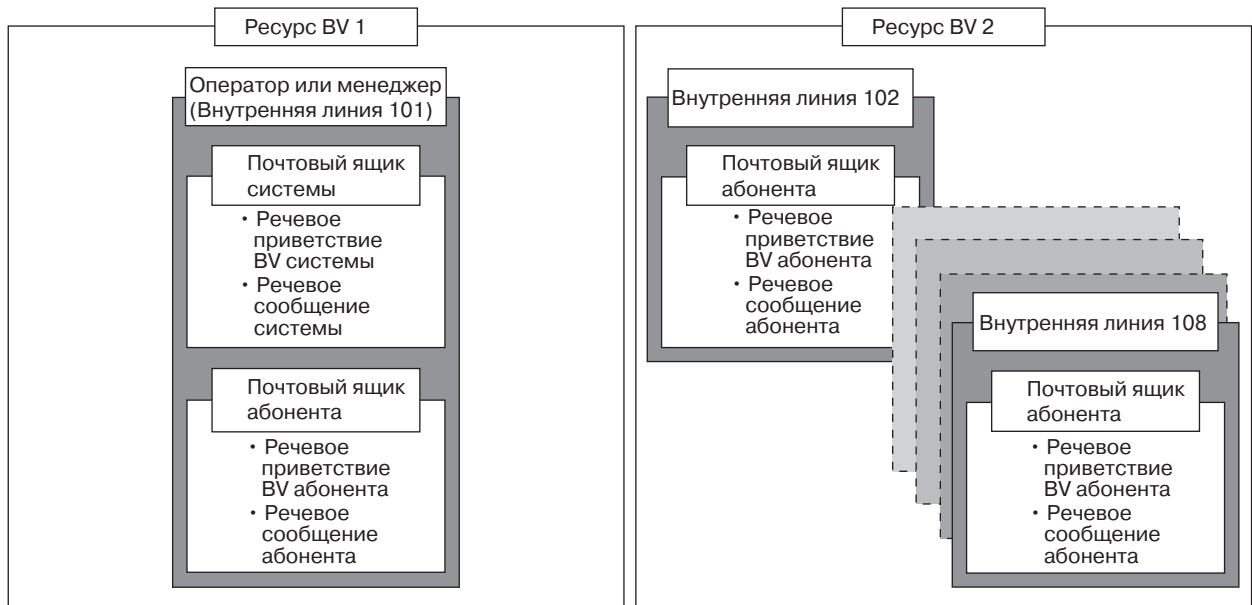 Ресурс BV 1
Оператор или менеджер
(Внутренняя линия 101)
Почтовый ящик
системы
• Речевое
приветствие
BV системы
• Речевое
сообщение
системы
Почтовый ящик
абонента
• Речевое
приветствие
BV абонента
• Речевое
сообщение
абонента
Ресурс BV 2
Внутренняя линия 102
Почтовый ящик
абонента
• Речевое
приветствие
BV абонента
• Речевое
сообщение
абонента
Внутренняя линия 108
Почтовый ящик
абонента
• Речевое
приветствие
BV абонента
• Речевое
сообщение
абонента